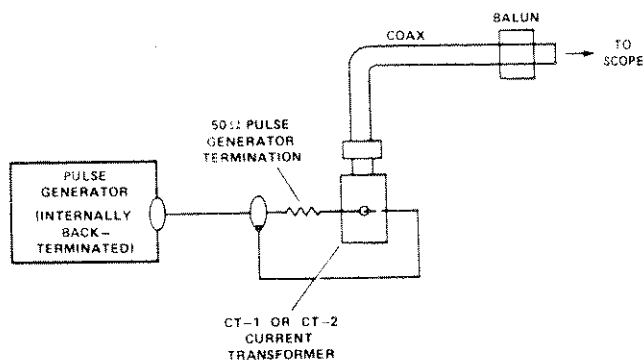 BALUN
COAX
TO
SCOPE
50Ω PULSE
GENERATOR
TERMINATION
PULSE
GENERATOR
(INTERNALLY
BACK-
TERMINATED)
CT-1 OR CT-2
CURRENT
TRANSFORMER